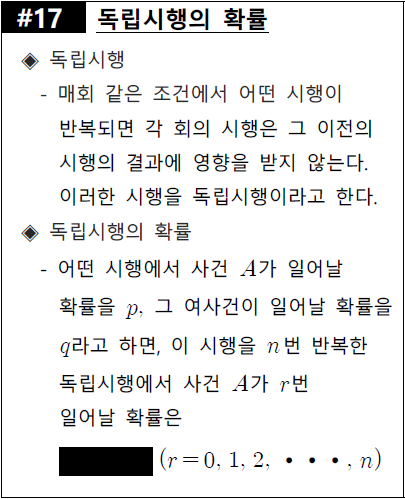 #17 독립시행의 확률
◈ 독립시행
- 매회 같은 조건에서 어떤 시행이
반복되면 각 회의 시행은 그 이전의
시행의 결과에 영향을 받지 않는다.
이러한 시행을 독립시행이라고 한다.
◈ 독립시행의 확률
- 어떤 시행에서 사건 A가 일어날
확률을 p, 그 여사건이 일어날 확률을
q라고 하면, 이 시행을 n번 반복한
독립시행에서 사건 A가 r번
일어날 확률은
(r=0, 1, 2, • • •, n)